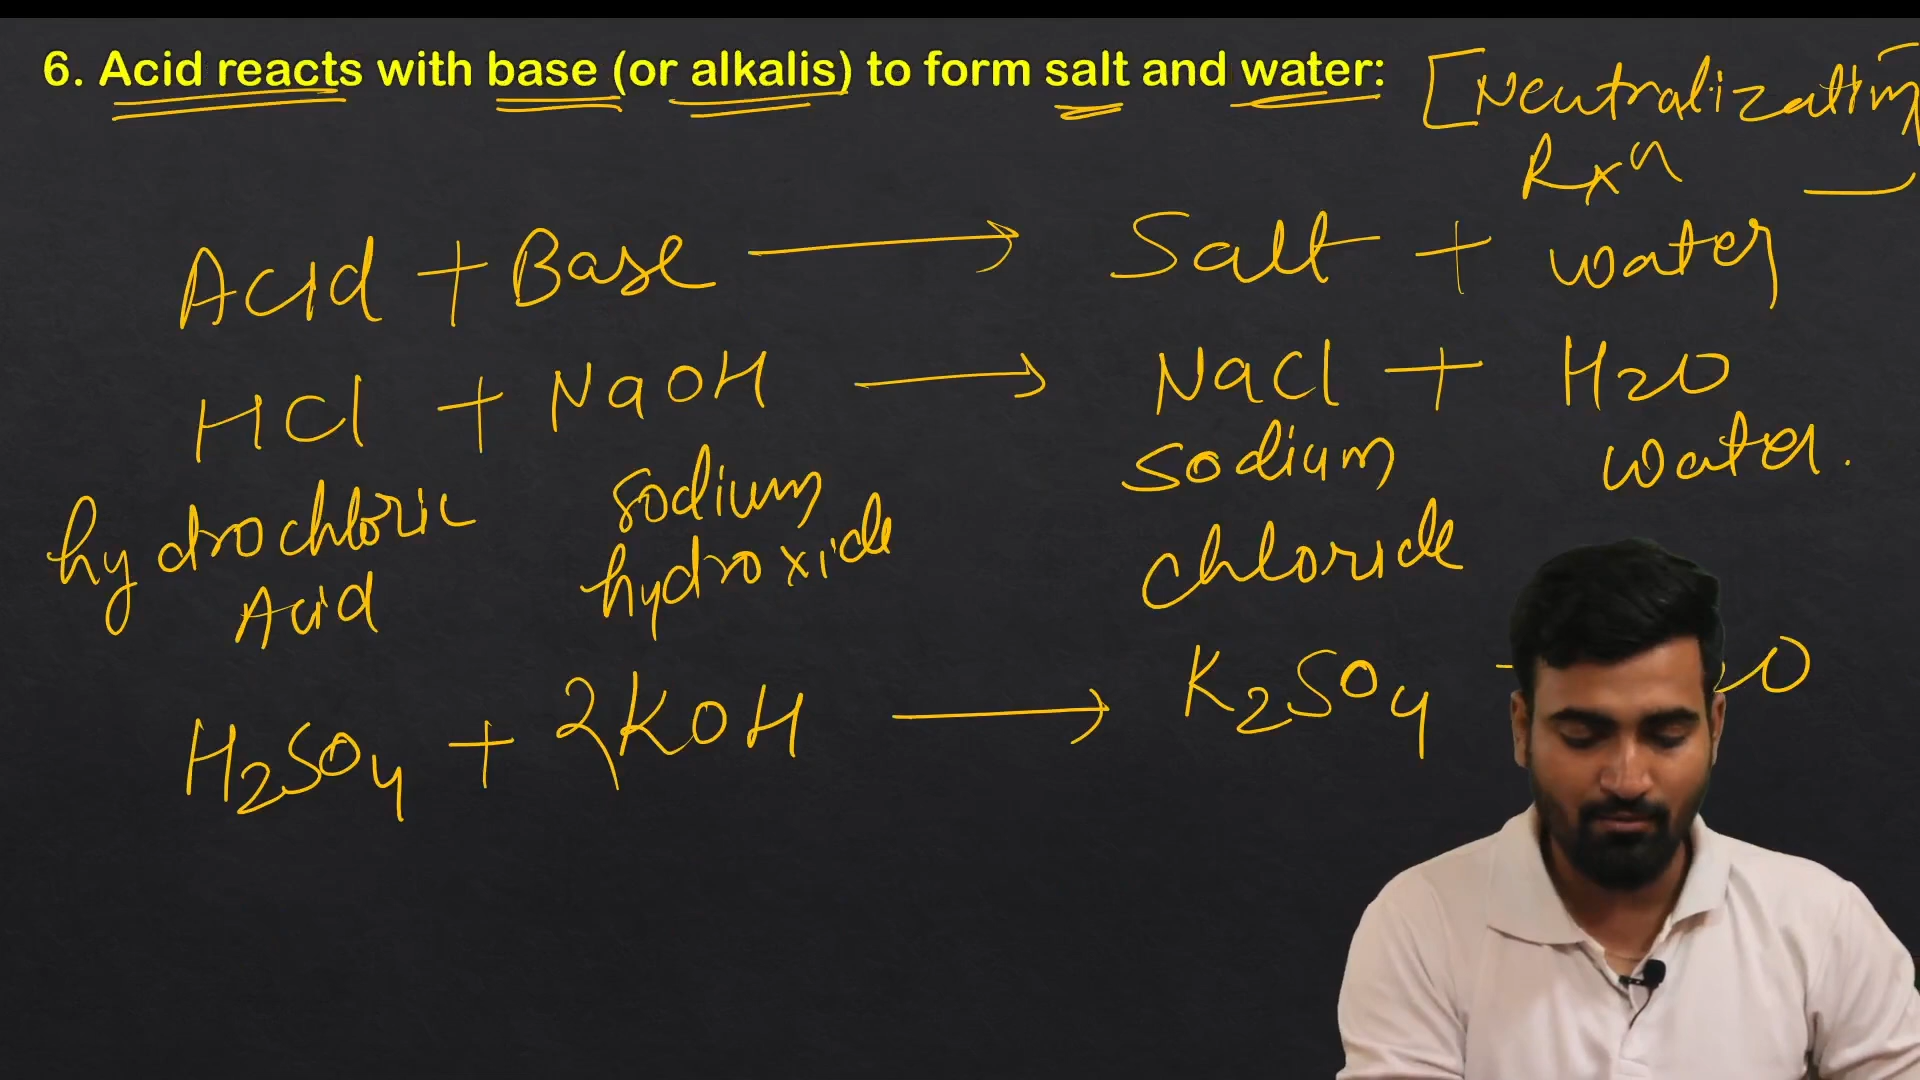 6. Acid reacts with base (or alkalis) to form salt and water:
[Neutralization
Rxn
Acid + Base → Salt + water
HCl + NaOH → NaCl + H2O
hydrochloric Acid
sodium hydroxide
sodium chloride
water.
H2SO4 + 2KOH → K2SO4
O